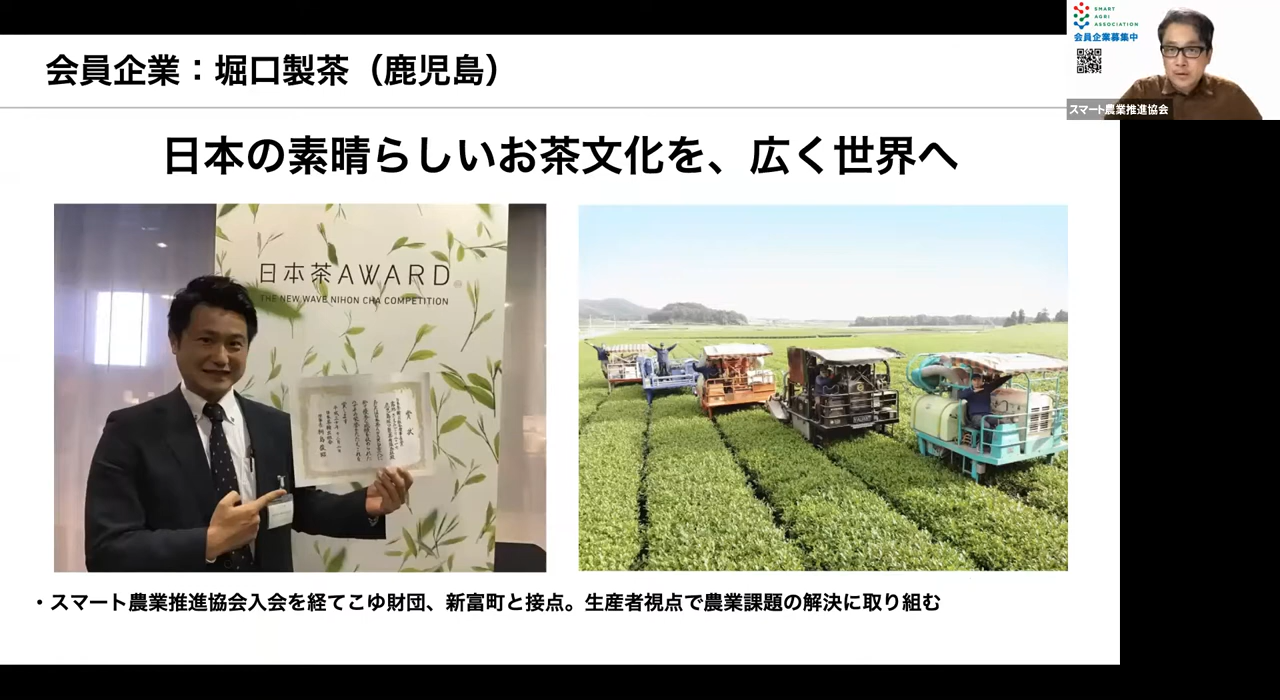 会員企業：堀口製茶（鹿児島）
SMART
AGRI
ASSOCIATION
会員企業募集中
スマート農業推進協会
日本の素晴らしいお茶文化を、広く世界へ
日本茶AWARD
THE NEW WAVE NIHON CHA COMPETITION
賞状
・スマート農業推進協会入会を経てこゆ財団、新富町と接点。生産者視点で農業課題の解決に取り組む